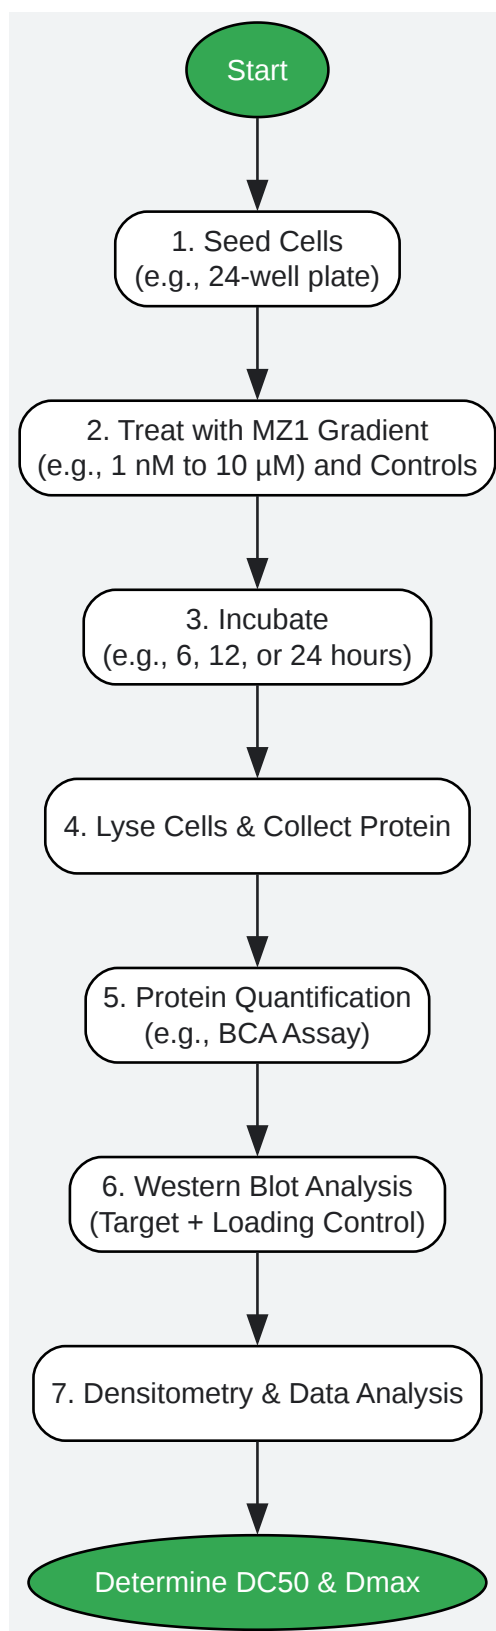 Start
1. Seed Cells
(e.g., 24-well plate)
2. Treat with MZ1 Gradient
(e.g., 1 nM to 10 µM) and Controls
3. Incubate
(e.g., 6, 12, or 24 hours)
4. Lyse Cells & Collect Protein
5. Protein Quantification
(e.g., BCA Assay)
6. Western Blot Analysis
(Target + Loading Control)
7. Densitometry & Data Analysis
Determine DC50 & Dmax